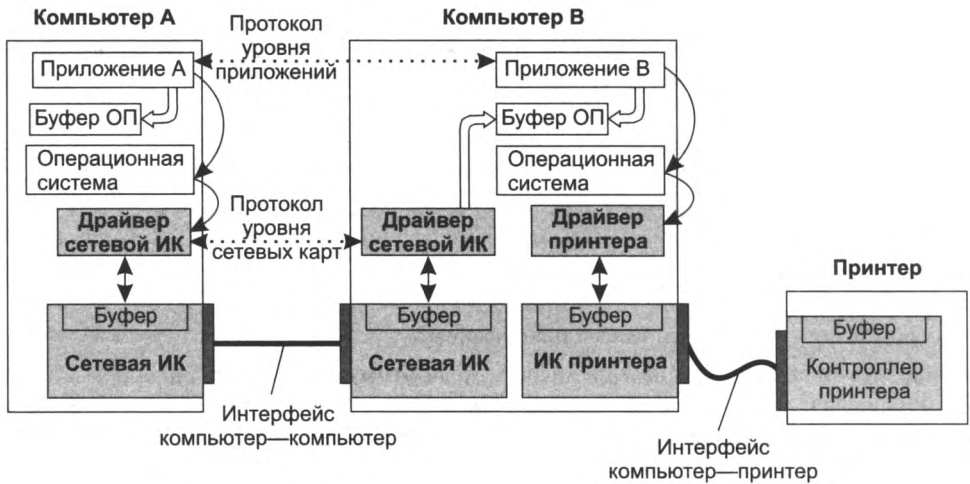 Компьютер А
Протокол
уровня
приложений
Компьютер В
Приложение А
Приложение В
Буфер ОП
Буфер ОП
Операционная
система
Операционная
система
Драйвер
сетевой ИК
Протокол
уровня
сетевых карт
Драйвер
сетевой ИК
Драйвер
принтера
Принтер
Буфер
Сетевая ИК
Буфер
Сетевая ИК
Буфер
ИК принтера
Буфер
Контроллер
принтера
Интерфейс
компьютер—компьютер
Интерфейс
компьютер—принтер